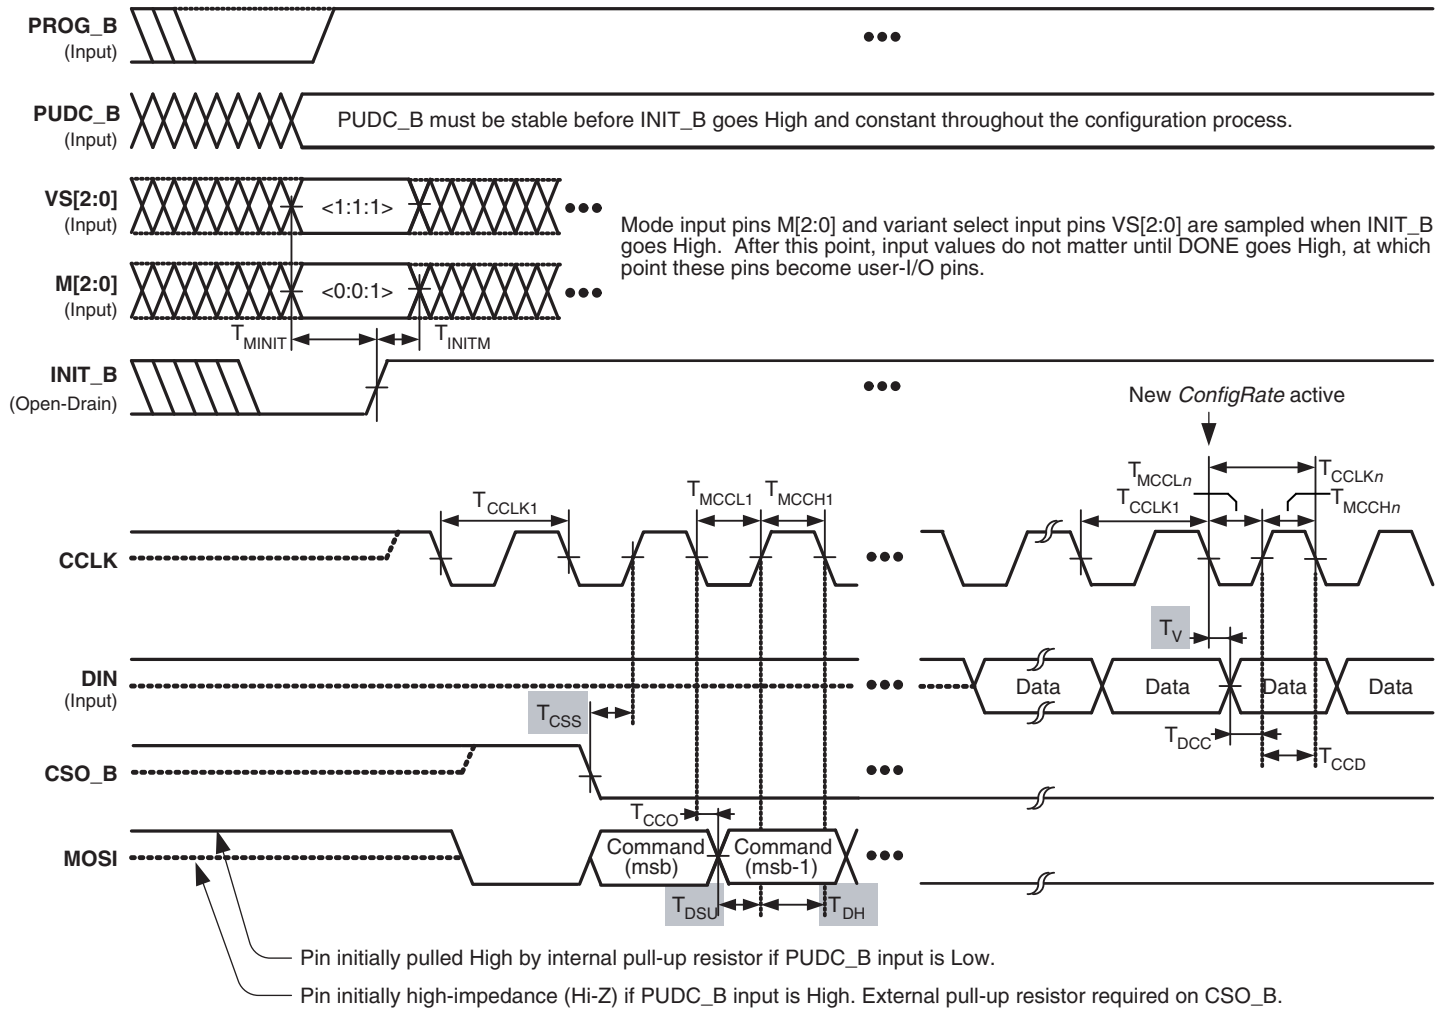 PROG_B
(Input)
●●●
PUDC_B
(Input)
PUDC_B must be stable before INIT_B goes High and constant throughout the configuration process.
VS[2:0]
(Input)
<1:1:1>
●●●
Mode input pins M[2:0] and variant select input pins VS[2:0] are sampled when INIT_B
goes High. After this point, input values do not matter until DONE goes High, at which
point these pins become user-I/O pins.
M[2:0]
(Input)
<0:0:1>
●●●
TMINIT
TINITM
INIT_B
(Open-Drain)
●●●
New ConfigRate active
TCCLK1
TMCCL1
TMCCH1
TMCCLn
TCCLKn
TCCLK1
TMCCHn
CCLK
●●●
TV
DIN
(Input)
●●●
Data
Data
Data
Data
TCSS
TDCC
TCCD
CSO_B
●●●
TCCO
MOSI
Command
(msb)
Command
(msb-1)
●●●
TDSU
TDH
Pin initially pulled High by internal pull-up resistor if PUDC_B input is Low.
Pin initially high-impedance (Hi-Z) if PUDC_B input is High. External pull-up resistor required on CSO_B.